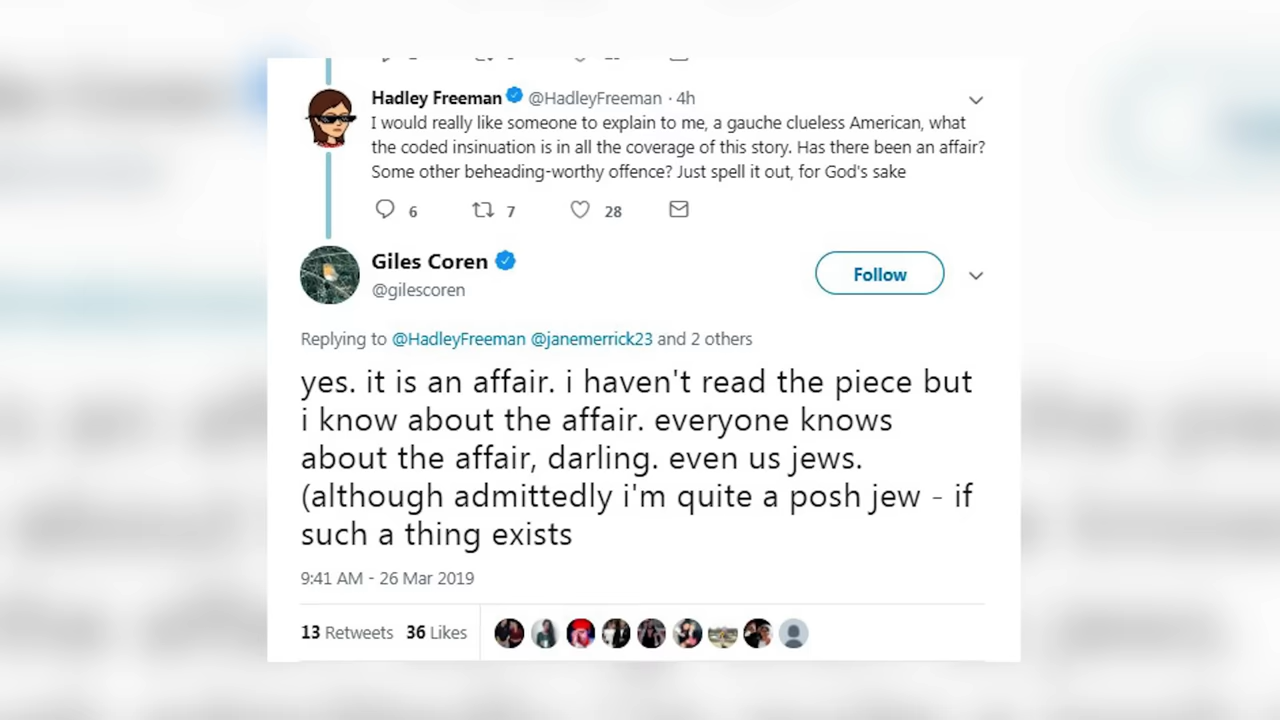 Hadley Freeman @HadleyFreeman · 4h
I would really like someone to explain to me, a gauche clueless American, what
the coded insinuation is in all the coverage of this story. Has there been an affair?
Some other beheading-worthy offence? Just spell it out, for God's sake
6 7 28
Giles Coren
@gilescoren
Follow
Replying to @HadleyFreeman @janemerrick23 and 2 others
yes. it is an affair. i haven't read the piece but
i know about the affair. everyone knows
about the affair, darling. even us jews.
(although admittedly i'm quite a posh jew - if
such a thing exists
9:41 AM - 26 Mar 2019
13 Retweets 36 Likes